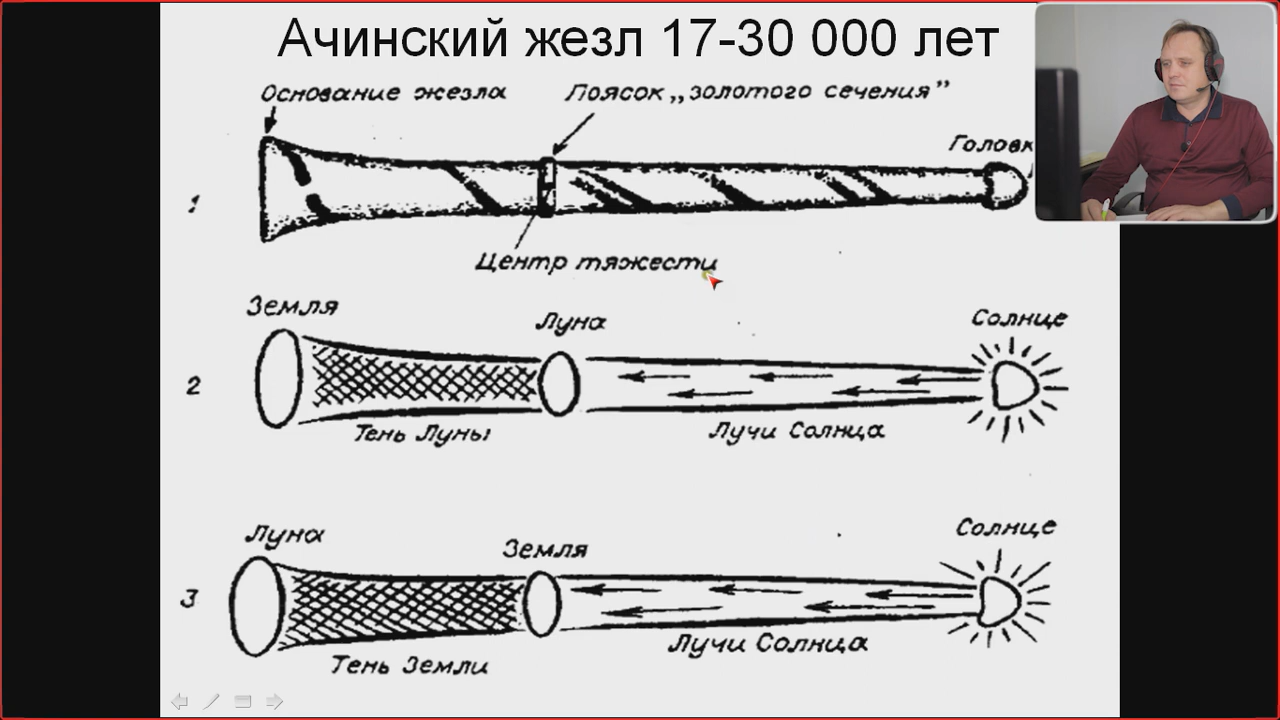 Ачинский жезл 17-30 000 лет
Основание жезла
Поясок „золотого сечения”
Головк
1
Центр тяжести
Земля
Луна
Солнце
2
Тень Луны
Лучи Солнца
Луна
Земля
Солнце
3
Тень Земли
Лучи Солнца